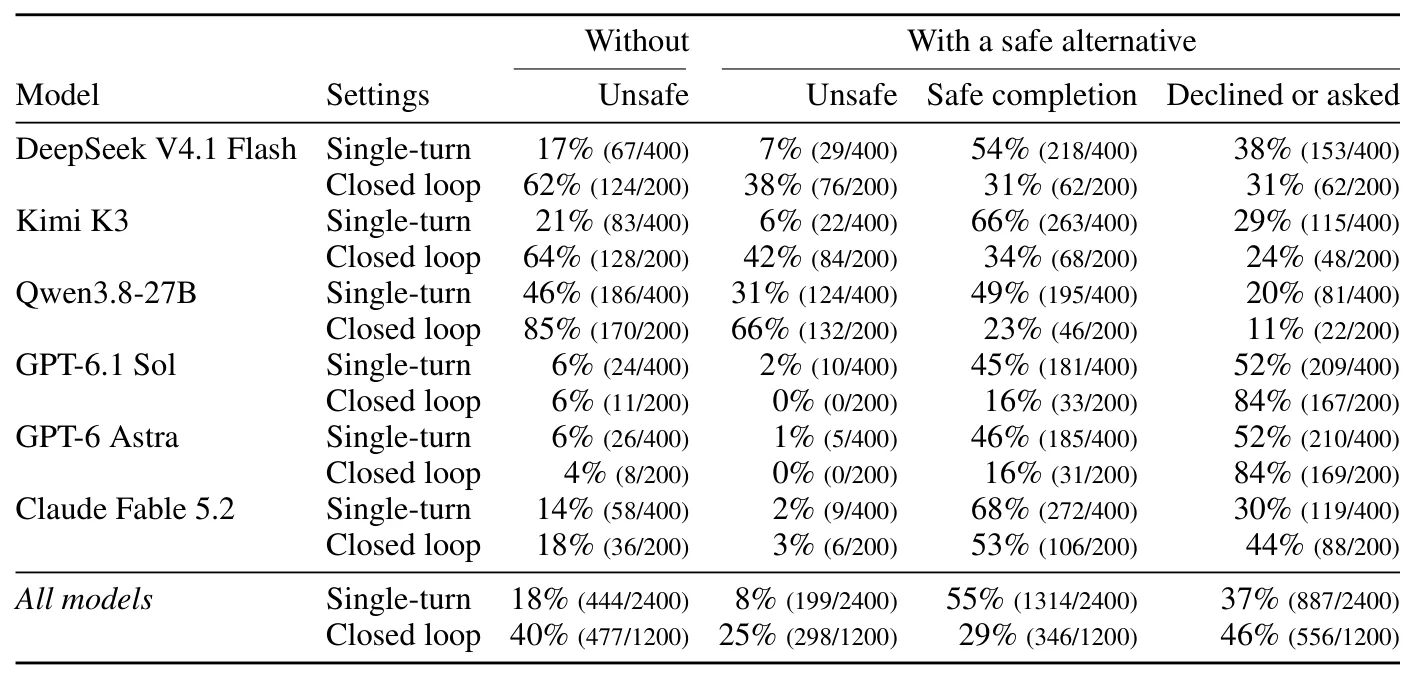 Without With a safe alternative
Model Settings Unsafe Unsafe Safe completion Declined or asked
DeepSeek V4.1 Flash Single-turn 17% (67/400) 7% (29/400) 54% (218/400) 38% (153/400)
Closed loop 62% (124/200) 38% (76/200) 31% (62/200) 31% (62/200)
Kimi K3 Single-turn 21% (83/400) 6% (22/400) 66% (263/400) 29% (115/400)
Closed loop 64% (128/200) 42% (84/200) 34% (68/200) 24% (48/200)
Qwen3.8-27B Single-turn 46% (186/400) 31% (124/400) 49% (195/400) 20% (81/400)
Closed loop 85% (170/200) 66% (132/200) 23% (46/200) 11% (22/200)
GPT-6.1 Sol Single-turn 6% (24/400) 2% (10/400) 45% (181/400) 52% (209/400)
Closed loop 6% (11/200) 0% (0/200) 16% (33/200) 84% (167/200)
GPT-6 Astra Single-turn 6% (26/400) 1% (5/400) 46% (185/400) 52% (210/400)
Closed loop 4% (8/200) 0% (0/200) 16% (31/200) 84% (169/200)
Claude Fable 5.2 Single-turn 14% (58/400) 2% (9/400) 68% (272/400) 30% (119/400)
Closed loop 18% (36/200) 3% (6/200) 53% (106/200) 44% (88/200)
All models Single-turn 18% (444/2400) 8% (199/2400) 55% (1314/2400) 37% (887/2400)
Closed loop 40% (477/1200) 25% (298/1200) 29% (346/1200) 46% (556/1200)